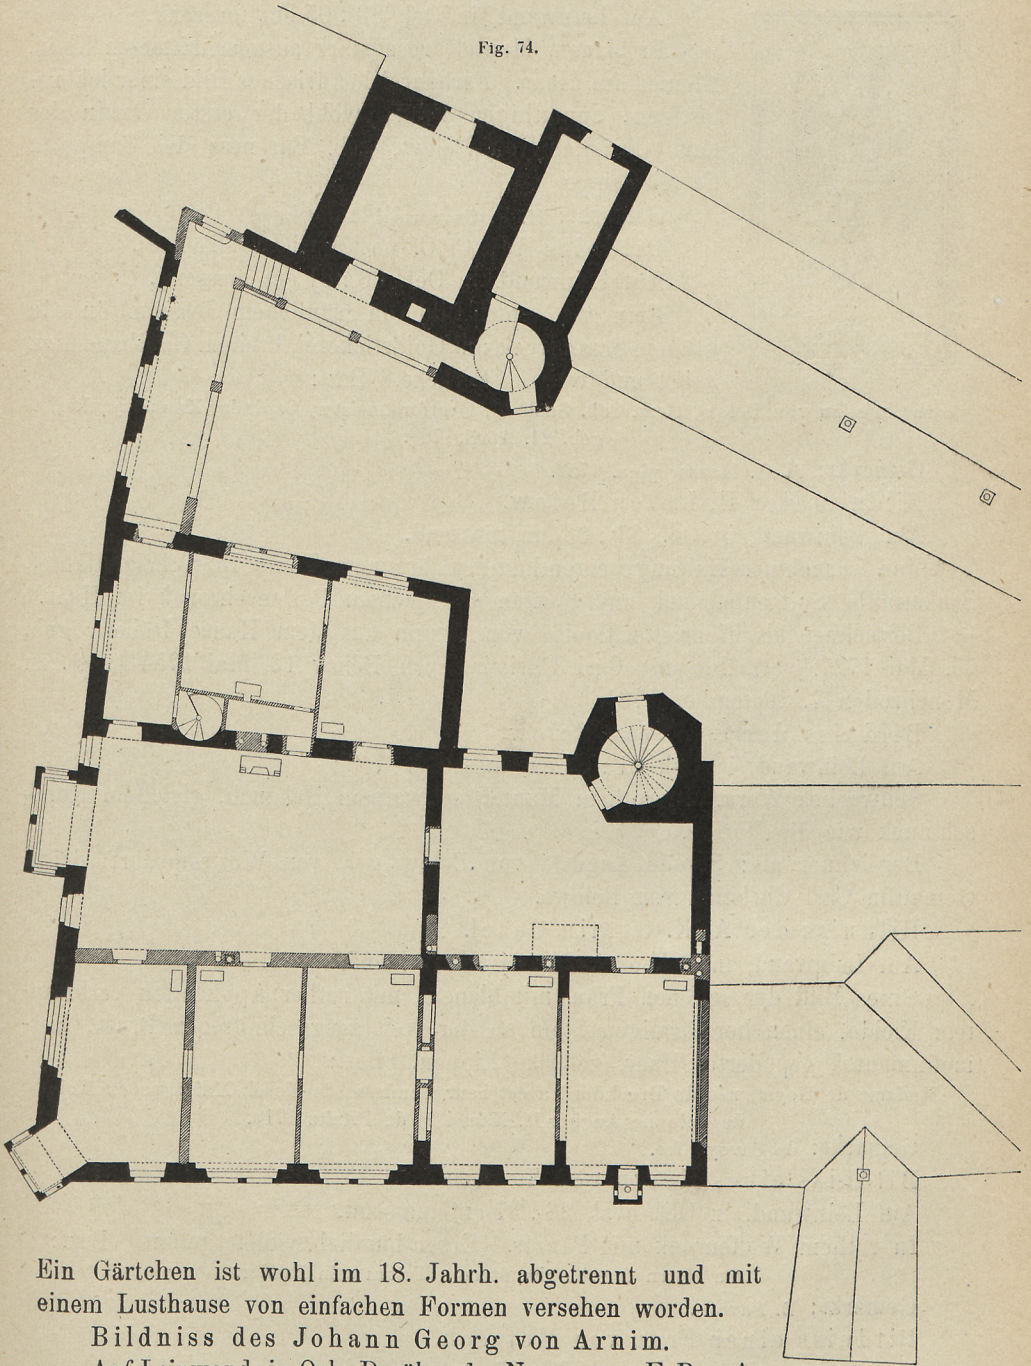 Fig. 74.
Ein Gärtchen ist wohl im 18. Jahrh. abgetrennt und mit
einem Lusthause von einfachen Formen versehen worden.
Bildniss des Johann Georg von Arnim.